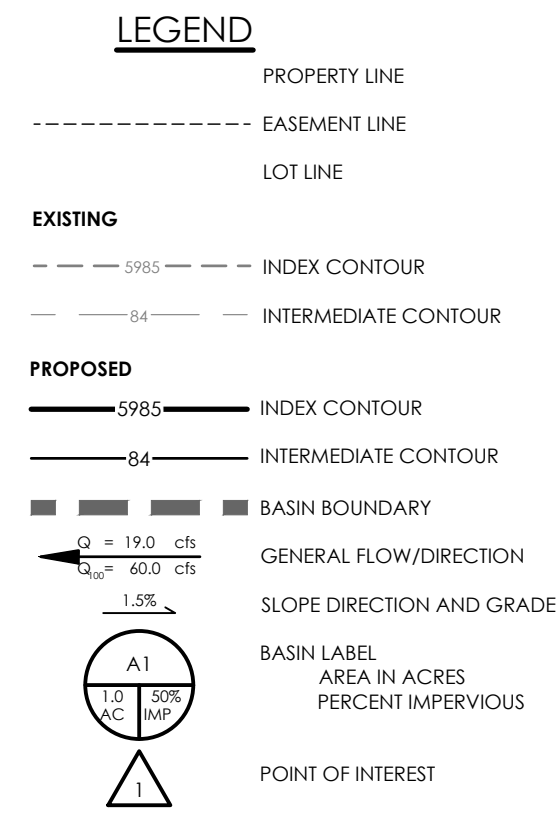 LEGEND
PROPERTY LINE
EASEMENT LINE
LOT LINE
EXISTING
5985 INDEX CONTOUR
84 INTERMEDIATE CONTOUR
PROPOSED
5985 INDEX CONTOUR
84 INTERMEDIATE CONTOUR
BASIN BOUNDARY
Q = 19.0 cfs
Q100= 60.0 cfs
GENERAL FLOW/DIRECTION
1.5% SLOPE DIRECTION AND GRADE
BASIN LABEL
AREA IN ACRES
PERCENT IMPERVIOUS
A1
1.0 50%
AC IMP
1 POINT OF INTEREST